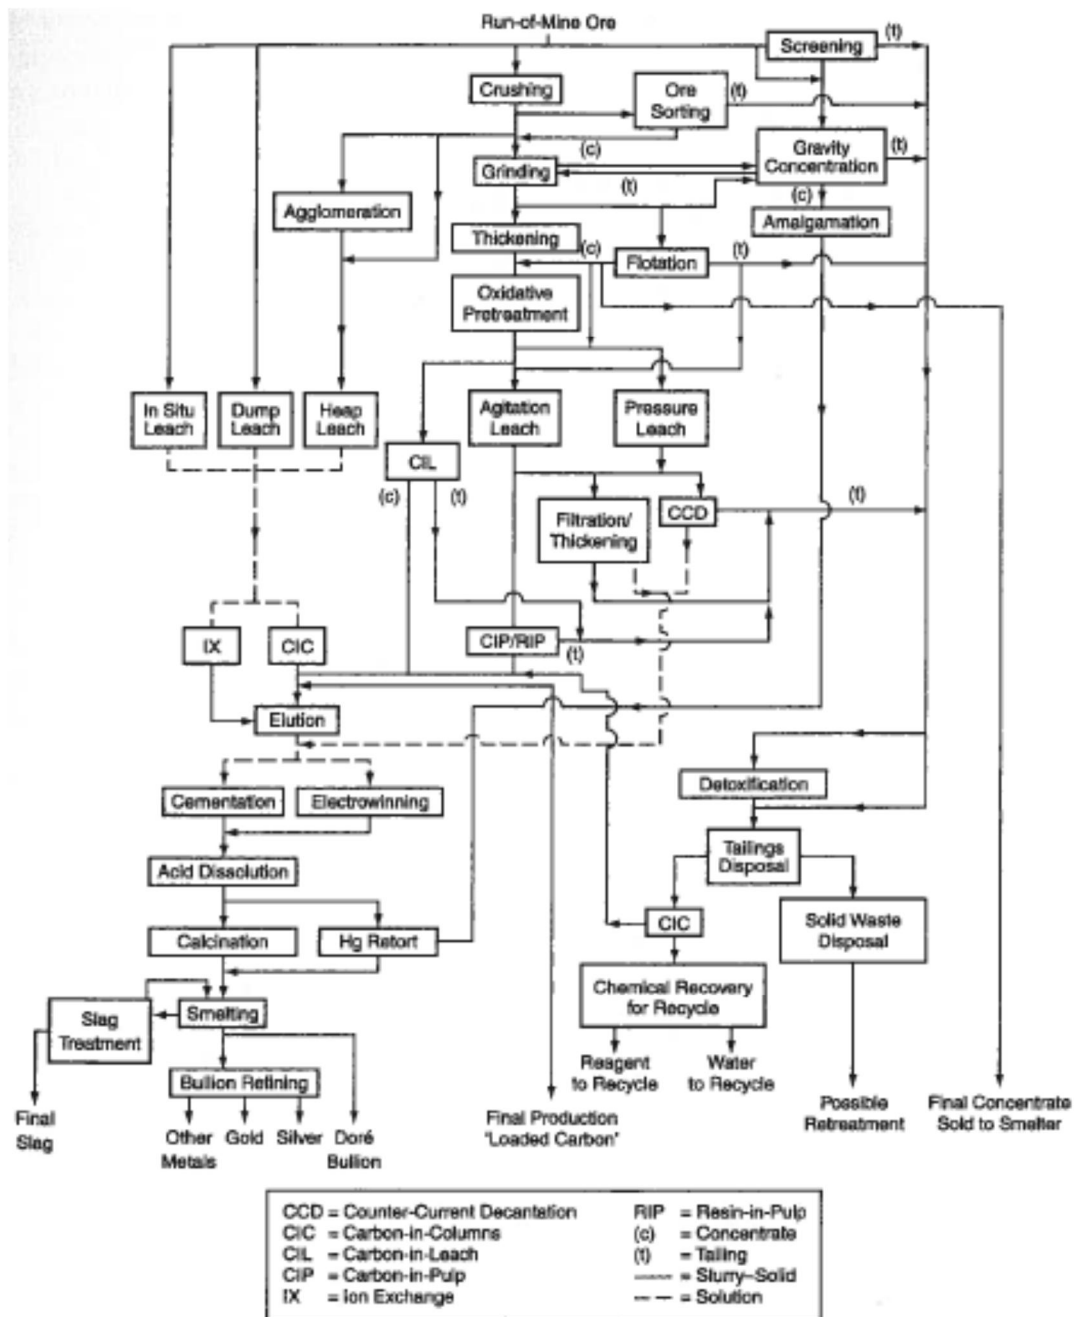 Run-of-Mine Ore
Screening
(t)
Crushing
Ore
Sorting
(t)
(c)
Gravity
Concentration
(t)
Grinding
(t)
(c)
Agglomeration
Amalgamation
Thickening
(c)
Flotation
(t)
Oxidative
Pretreatment
In Situ
Leach
Dump
Leach
Heap
Leach
Agitation
Leach
Pressure
Leach
CIL
(c)
(t)
Filtration/
Thickening
CCD
(t)
IX
CIC
CIP/RIP
(t)
Elution
Cementation
Electrowinning
Detoxification
Tailings
Disposal
Acid Dissolution
CIC
Solid Waste
Disposal
Calcination
Hg Retort
Chemical Recovery
for Recycle
Slag
Treatment
Smelting
Reagent
to Recycle
Water
to Recycle
Bullion Refining
Final
Slag
Other
Metals
Gold
Silver
Doré
Bullion
Final Production
'Loaded Carbon'
Possible
Retreatment
Final Concentrate
Sold to Smelter
CCD = Counter-Current Decantation
CIC = Carbon-in-Columns
CIL = Carbon-in-Leach
CIP = Carbon-in-Pulp
IX = Ion Exchange
RIP = Resin-in-Pulp
(c) = Concentrate
(t) = Tailing
—— = Slurry–Solid
— — = Solution